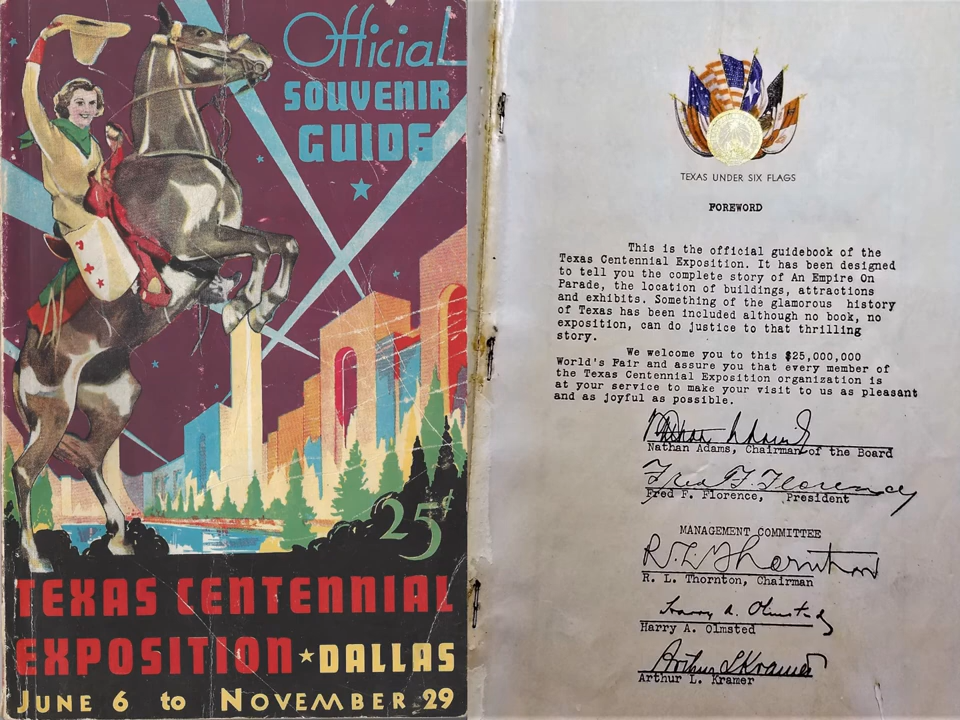 Official
SOUVENIR
GUIDE
25¢
TEXAS CENTENNIAL
EXPOSITION ★ DALLAS
JUNE 6 to NOVEMBER 29
TEXAS UNDER SIX FLAGS
FOREWORD
This is the official guidebook of the
Texas Centennial Exposition. It has been designed
to tell you the complete story of An Empire On
Parade, the location of buildings, attractions
and exhibits. Something of the glamorous history
of Texas has been included although no book, no
exposition, can do justice to that thrilling
story.
We welcome you to this $25,000,000
World's Fair and assure you that every member of
the Texas Centennial Exposition organization is
at your service to make your visit to us as pleasant
and as joyful as possible.
Nathan Adams
Nathan Adams, Chairman of the Board
Fred F. Florence
Fred F. Florence, President
MANAGEMENT COMMITTEE
R. L. Thornton
R. L. Thornton, Chairman
Harry A. Olmsted
Harry A. Olmsted
Arthur L Kramer
Arthur L. Kramer